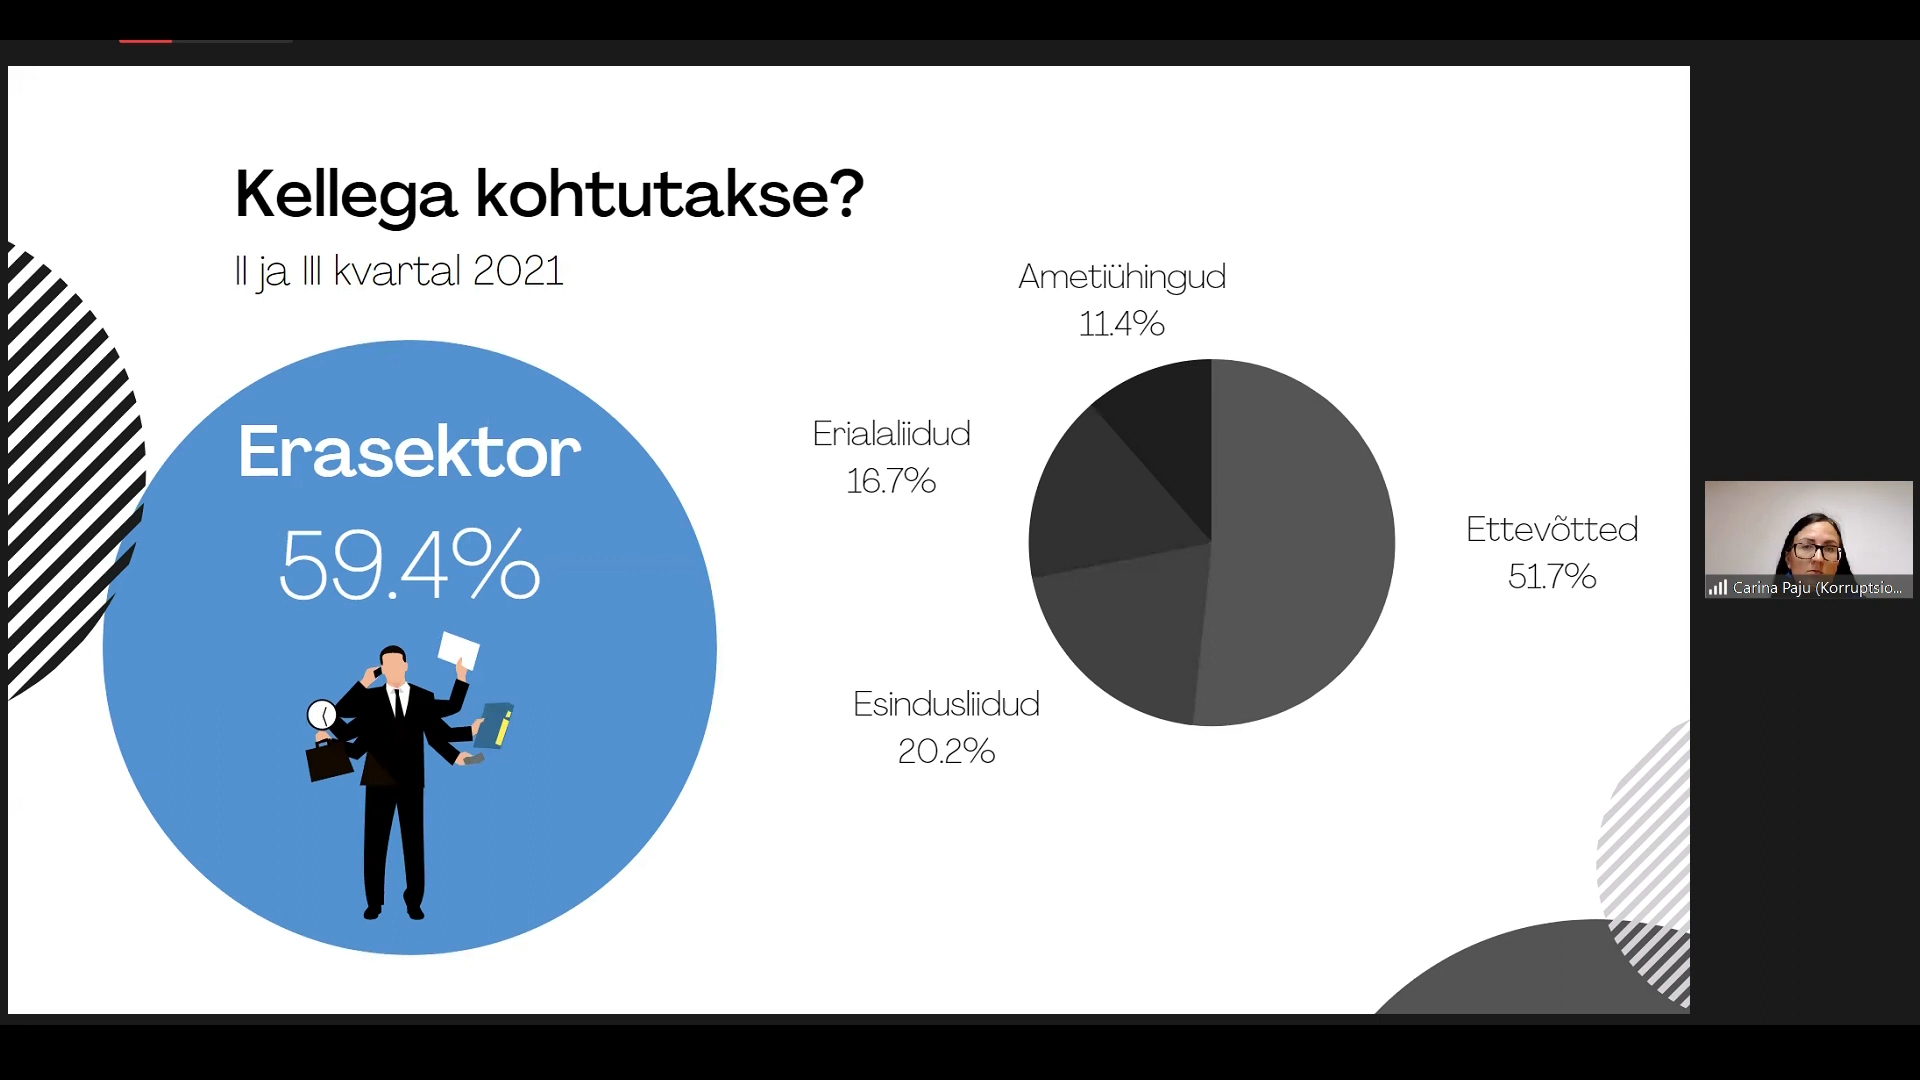 Kellega kohtutakse?
II ja III kvartal 2021
Erasektor
59.4%
Ametiühingud
11.4%
Erialaliidud
16.7%
Ettevõtted
51.7%
Esindusliidud
20.2%
Carina Paju (Korruptsio...